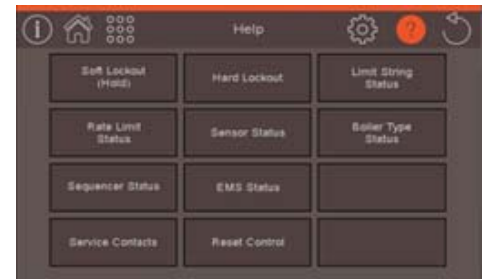 Help
Soft Lockout
(Hold)
Hard Lockout
Limit String
Status
Rate Limit
Status
Sensor Status
Boiler Type
Status
Sequencer Status
EMS Status
Service Contacts
Reset Control